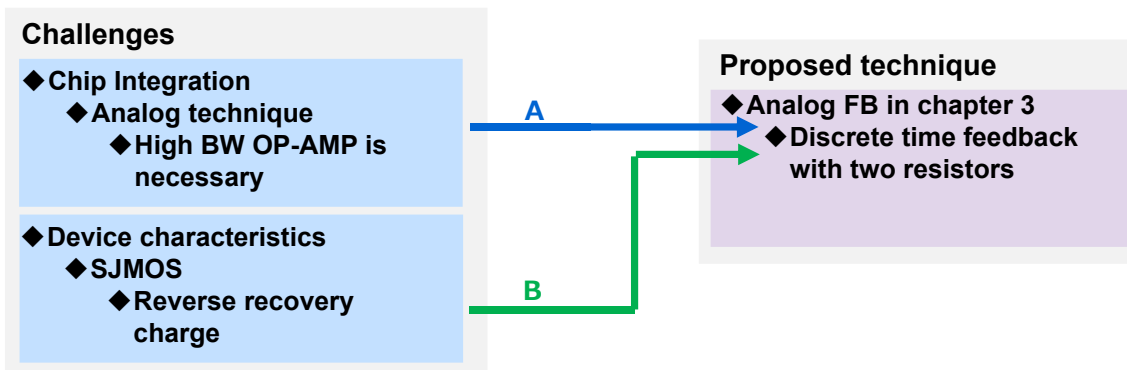 Challenges
◆Chip Integration
◆Analog technique
◆High BW OP-AMP is
necessary
◆Device characteristics
◆SJMOS
◆Reverse recovery
charge
A
B
Proposed technique
◆Analog FB in chapter 3
◆Discrete time feedback
with two resistors